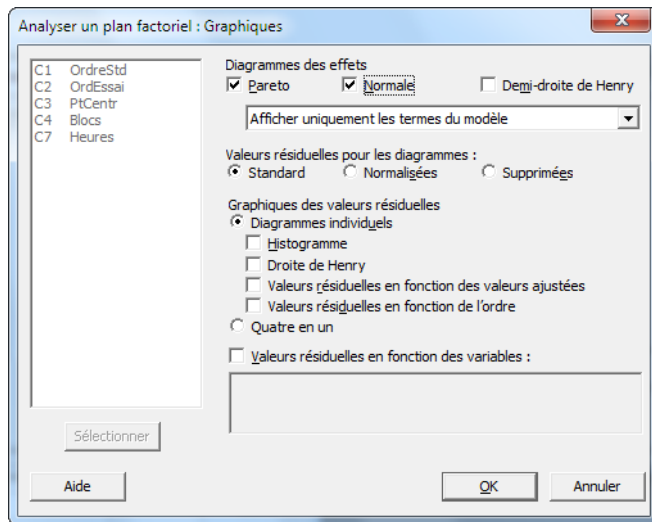 Analyser un plan factoriel : Graphiques
C1 OrdreStd
C2 OrdEssai
C3 PtCentr
C4 Blocs
C7 Heures
Sélectionner
Diagrammes des effets
Pareto Normale Demi-droite de Henry
Afficher uniquement les termes du modèle
Valeurs résiduelles pour les diagrammes :
Standard Normalisées Supprimées
Graphiques des valeurs résiduelles
Diagrammes individuels
Histogramme
Droite de Henry
Valeurs résiduelles en fonction des valeurs ajustées
Valeurs résiduelles en fonction de l'ordre
Quatre en un
Valeurs résiduelles en fonction des variables :
Aide OK Annuler